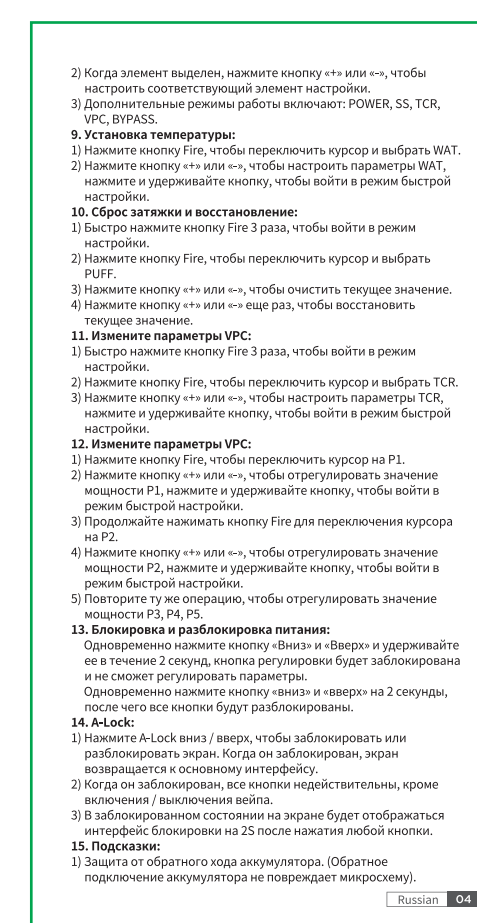 2) Когда элемент выделен, нажмите кнопку «+» или «-», чтобы
настроить соответствующий элемент настройки.
3) Дополнительные режимы работы включают: POWER, SS, TCR,
VPC, BYPASS.
9. Установка температуры:
1) Нажмите кнопку Fire, чтобы переключить курсор и выбрать WAT.
2) Нажмите кнопку «+» или «-», чтобы настроить параметры WAT,
нажмите и удерживайте кнопку, чтобы войти в режим быстрой
настройки.
10. Сброс затяжки и восстановление:
1) Быстро нажмите кнопку Fire 3 раза, чтобы войти в режим
настройки.
2) Нажмите кнопку Fire, чтобы переключить курсор и выбрать
PUFF.
3) Нажмите кнопку «+» или «-», чтобы очистить текущее значение.
4) Нажмите кнопку «+» или «-» еще раз, чтобы восстановить
текущее значение.
11. Измените параметры VPC:
1) Быстро нажмите кнопку Fire 3 раза, чтобы войти в режим
настройки.
2) Нажмите кнопку Fire, чтобы переключить курсор и выбрать TCR.
3) Нажмите кнопку «+» или «-», чтобы настроить параметры TCR,
нажмите и удерживайте кнопку, чтобы войти в режим быстрой
настройки.
12. Измените параметры VPC:
1) Нажмите кнопку Fire, чтобы переключить курсор на P1.
2) Нажмите кнопку «+» или «-», чтобы отрегулировать значение
мощности P1, нажмите и удерживайте кнопку, чтобы войти в
режим быстрой настройки.
3) Продолжайте нажимать кнопку Fire для переключения курсора
на P2.
4) Нажмите кнопку «+» или «-», чтобы отрегулировать значение
мощности P2, нажмите и удерживайте кнопку, чтобы войти в
режим быстрой настройки.
5) Повторите ту же операцию, чтобы отрегулировать значение
мощности P3, P4, P5.
13. Блокировка и разблокировка питания:
Одновременно нажмите кнопку «Вниз» и «Вверх» и удерживайте
ее в течение 2 секунд, кнопка регулировки будет заблокирована
и не сможет регулировать параметры.
Одновременно нажмите кнопку «вниз» и «вверх» на 2 секунды,
после чего все кнопки будут разблокированы.
14. A-Lock:
1) Нажмите A-Lock вниз / вверх, чтобы заблокировать или
разблокировать экран. Когда он заблокирован, экран
возвращается к основному интерфейсу.
2) Когда он заблокирован, все кнопки недействительны, кроме
включения / выключения вейпа.
3) В заблокированном состоянии на экране будет отображаться
интерфейс блокировки на 2S после нажатия любой кнопки.
15. Подсказки:
1) Защита от обратного хода аккумулятора. (Обратное
подключение аккумулятора не повреждает микросхему).
Russian 04